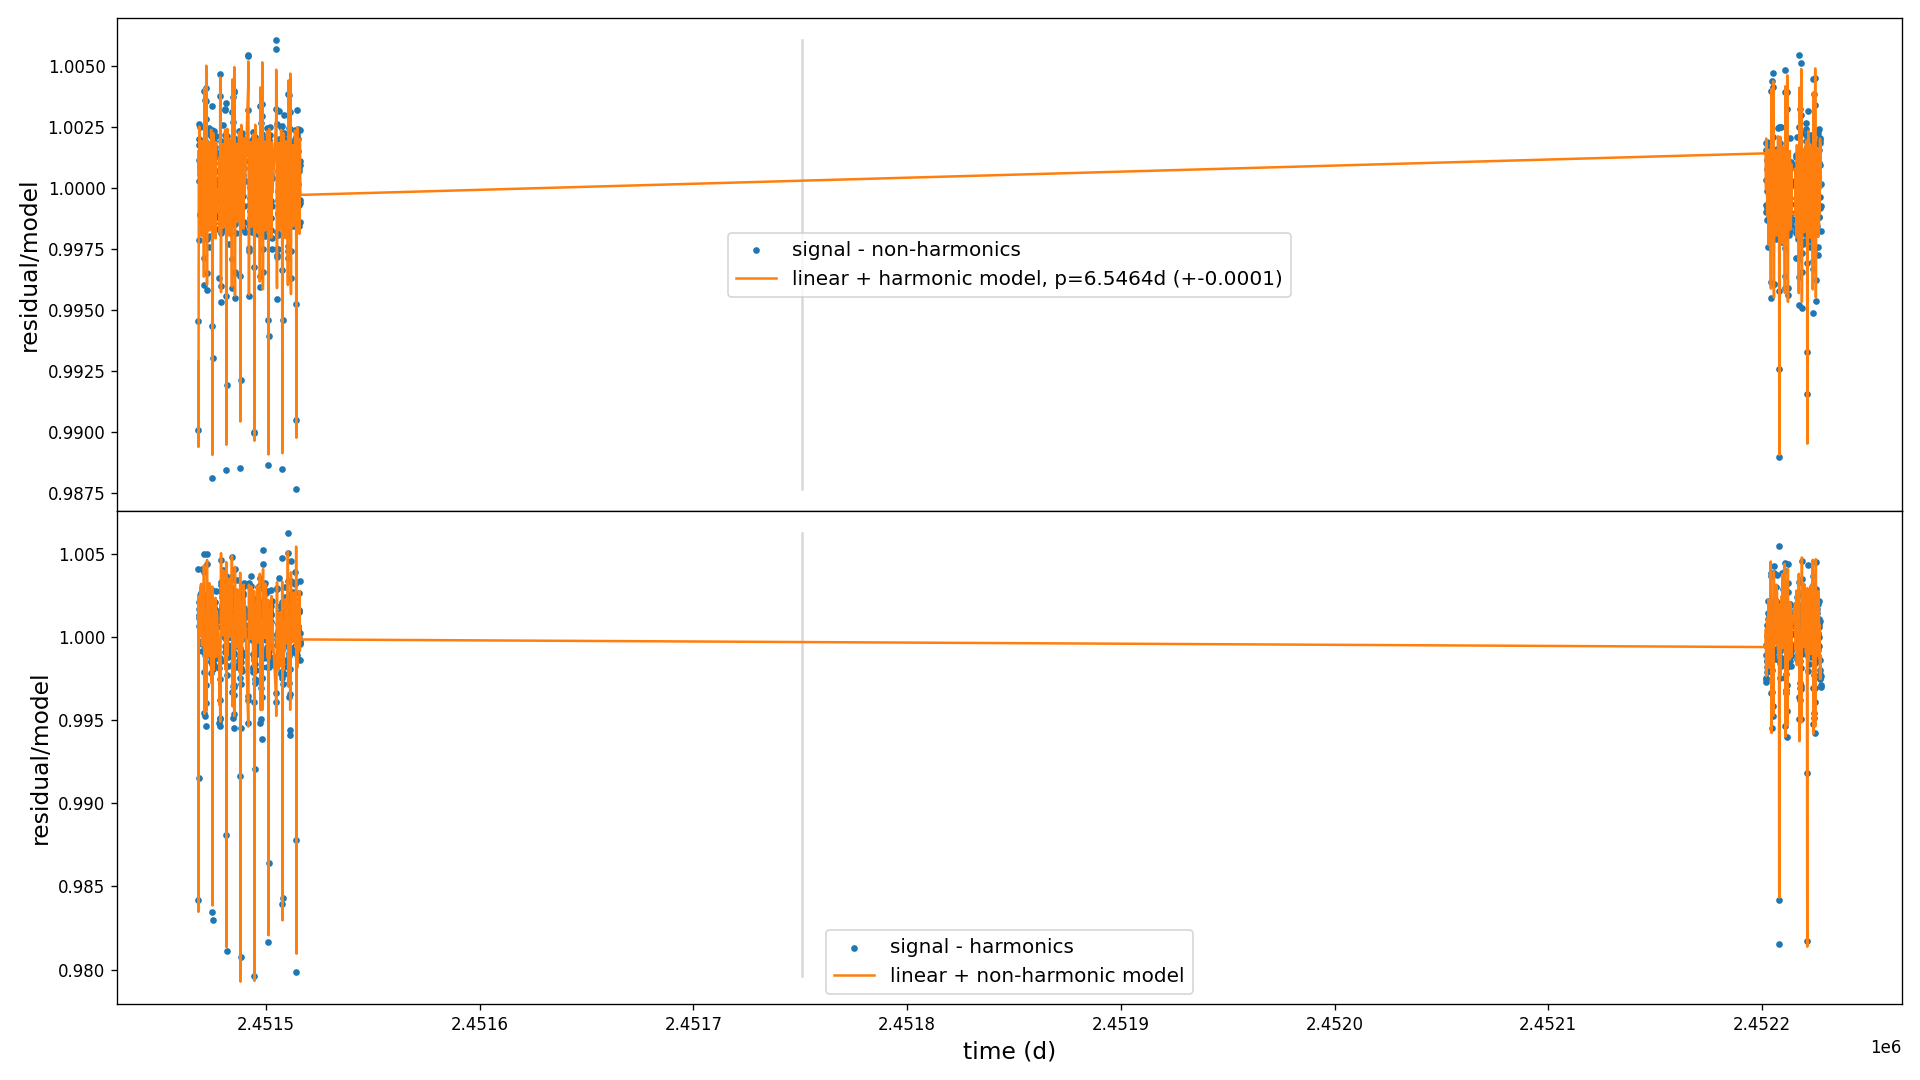 1.0050
1.0025
1.0000
0.9975
0.9950
0.9925
0.9900
0.9875
residual/model
signal - non-harmonics
linear + harmonic model, p=6.5464d (+-0.0001)
1.005
1.000
0.995
0.990
0.985
0.980
residual/model
signal - harmonics
linear + non-harmonic model
2.4515 2.4516 2.4517 2.4518 2.4519 2.4520 2.4521 2.4522
1e6
time (d)